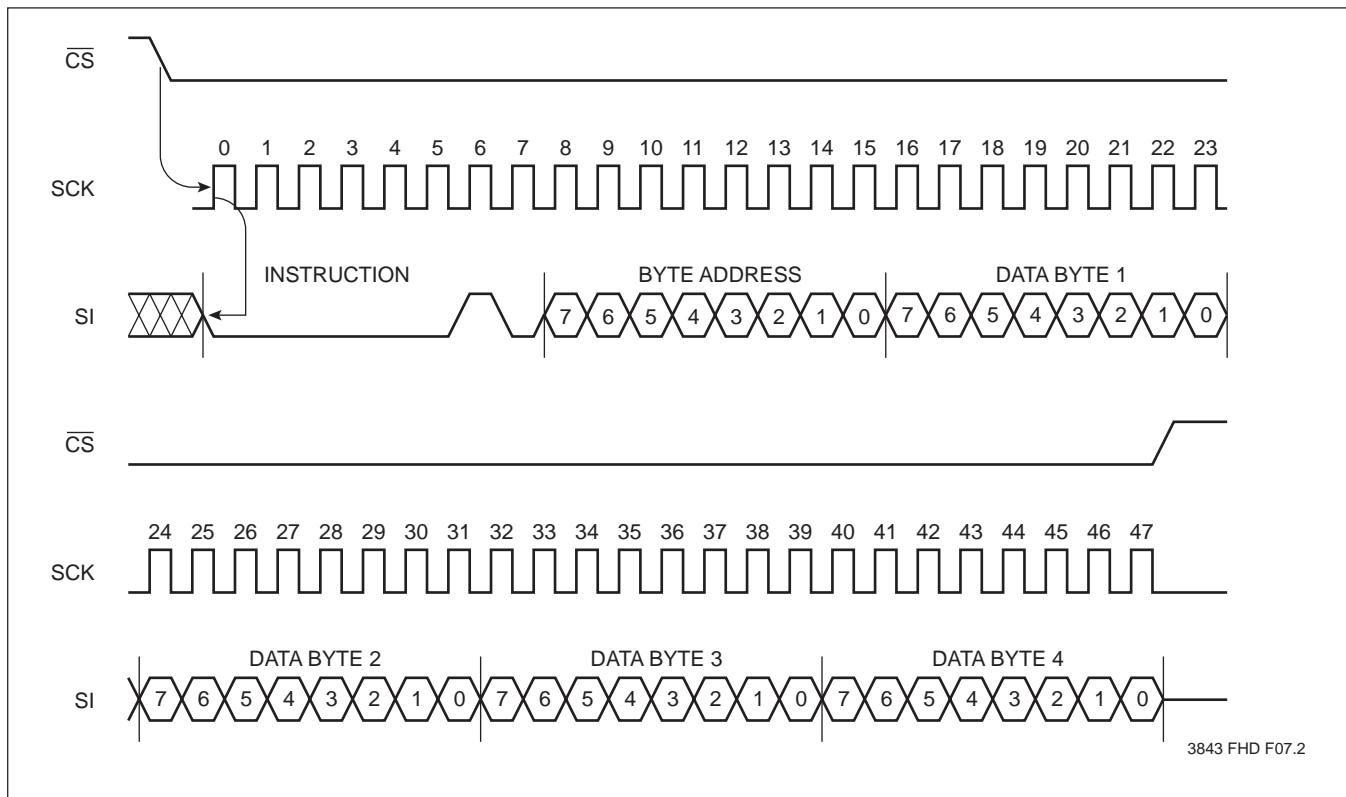 CS
0 1 2 3 4 5 6 7 8 9 10 11 12 13 14 15 16 17 18 19 20 21 22 23
SCK
INSTRUCTION BYTE ADDRESS DATA BYTE 1
SI 7 6 5 4 3 2 1 0 7 6 5 4 3 2 1 0
CS
24 25 26 27 28 29 30 31 32 33 34 35 36 37 38 39 40 41 42 43 44 45 46 47
SCK
DATA BYTE 2 DATA BYTE 3 DATA BYTE 4
SI 7 6 5 4 3 2 1 0 7 6 5 4 3 2 1 0 7 6 5 4 3 2 1 0
3843 FHD F07.2